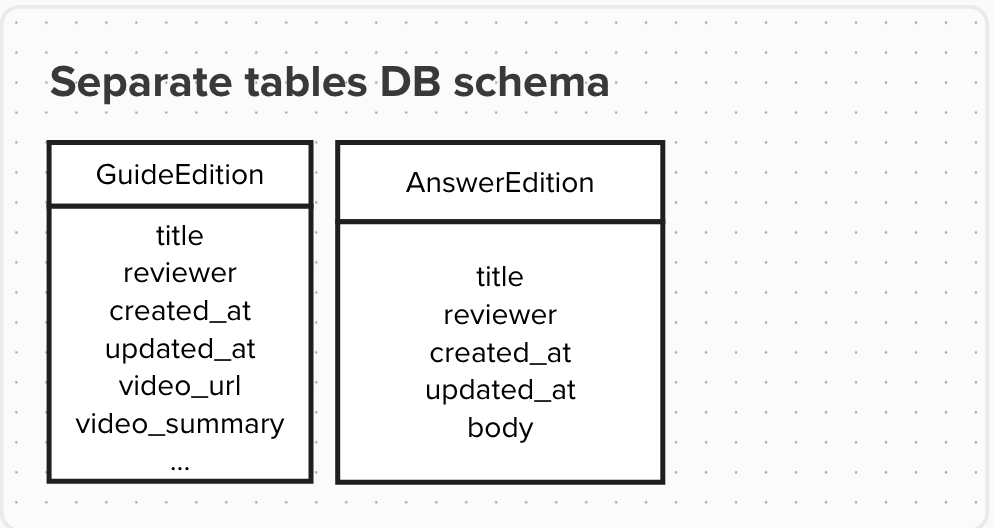 Separate tables DB schema
GuideEdition
title
reviewer
created_at
updated_at
video_url
video_summary
...
AnswerEdition
title
reviewer
created_at
updated_at
body